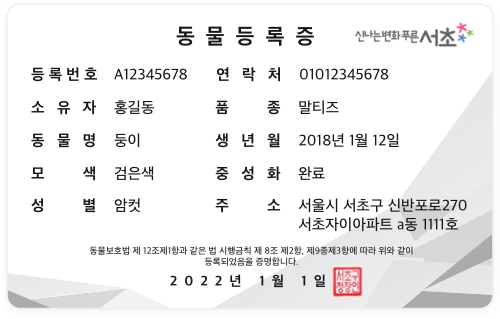 동물등록증
신나는변화 푸른 서초
등록번호 A12345678 연락처 01012345678
소유자 홍길동 품종 말티즈
동물명 둥이 생년월 2018년 1월 12일
모색 검은색 중성화 완료
성별 암컷 주소 서울시 서초구 신반포로270
서초자이아파트 a동 1111호
동물보호법 제 12조제1항과 같은 법 시행금칙 제 8조 제2항, 제9종제3항에 따라 위와 같이
등록되었음을 증명합니다.
2022년 1월 1일
서초구
청장인